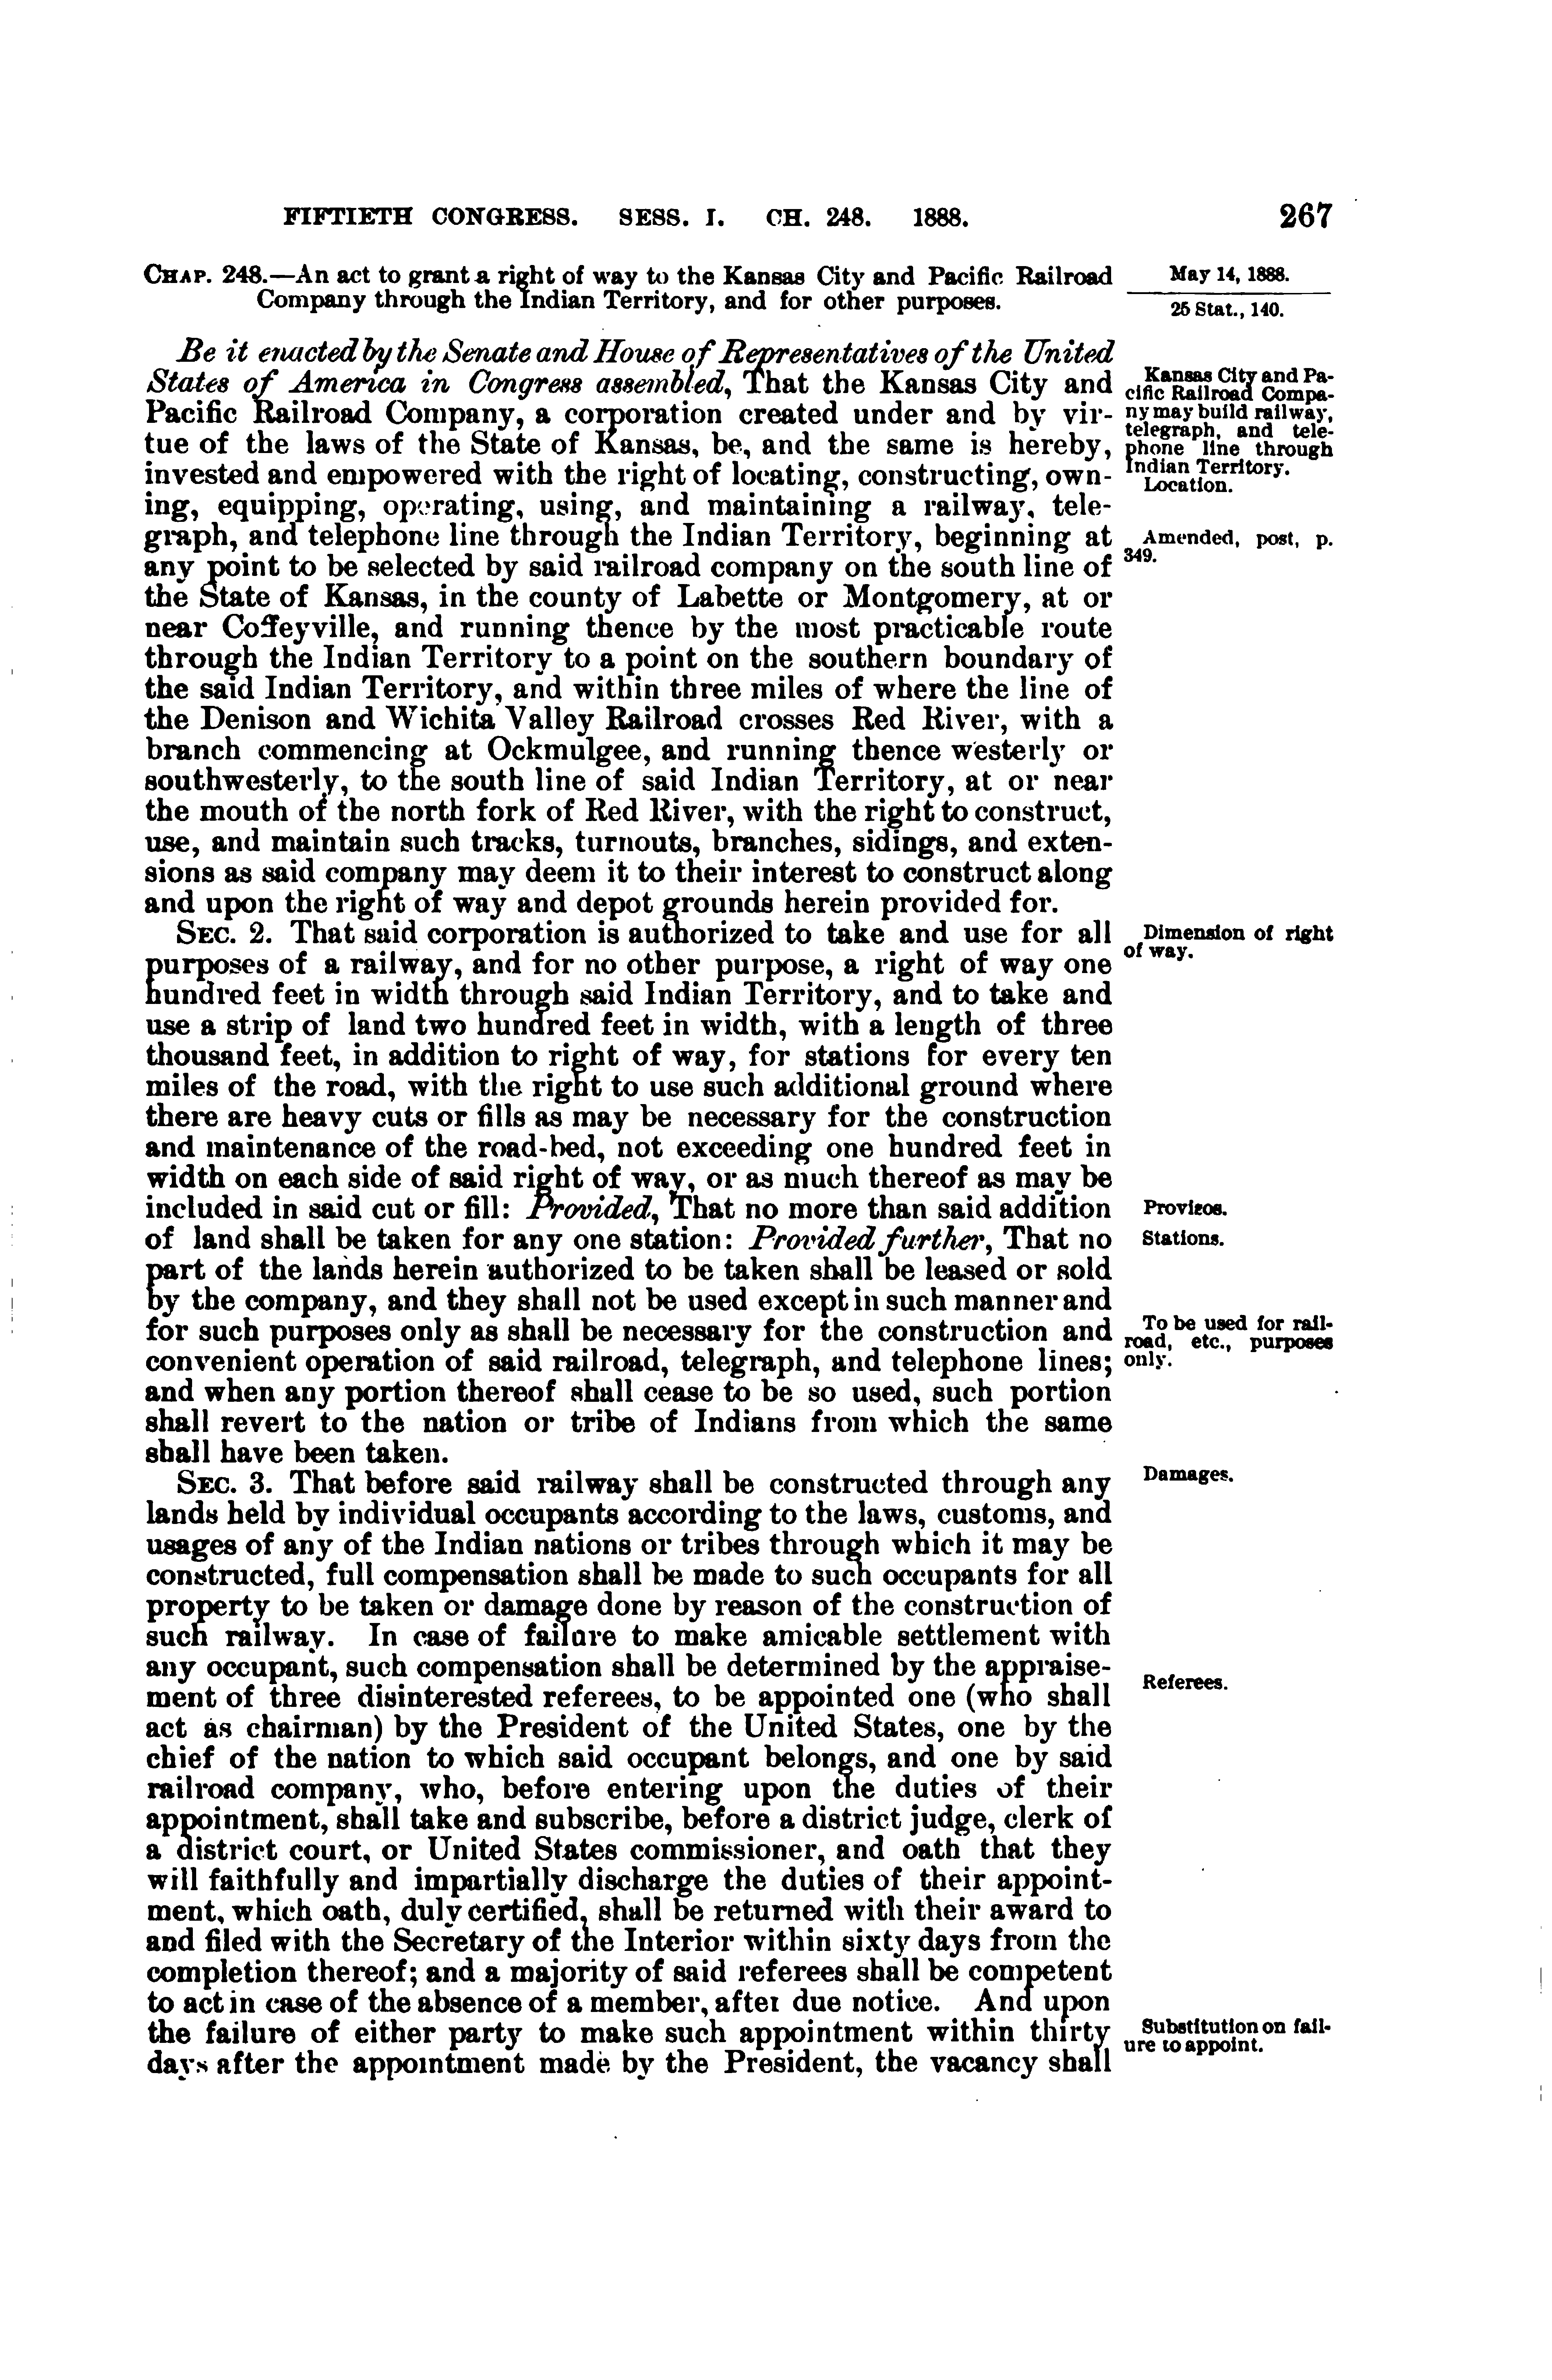 FIFTIETH CONGRESS. SESS. I. CH. 248. 1888. 267
CHAP. 248.—An act to grant a right of way to the Kansas City and Pacific Railroad
Company through the Indian Territory, and for other purposes.
May 14, 1888.
25 Stat., 140.
Be it enacted by the Senate and House of Representatives of the United
States of America in Congress assembled, That the Kansas City and
Pacific Railroad Company, a corporation created under and by vir-
tue of the laws of the State of Kansas, be, and the same is hereby,
invested and empowered with the right of locating, constructing, own-
ing, equipping, operating, using, and maintaining a railway, tele-
graph, and telephone line through the Indian Territory, beginning at
any point to be selected by said railroad company on the south line of
the State of Kansas, in the county of Labette or Montgomery, at or
near Coffeyville, and running thence by the most practicable route
through the Indian Territory to a point on the southern boundary of
the said Indian Territory, and within three miles of where the line of
the Denison and Wichita Valley Railroad crosses Red River, with a
branch commencing at Ockmulgee, and running thence westerly or
southwesterly, to the south line of said Indian Territory, at or near
the mouth of the north fork of Red River, with the right to construct,
use, and maintain such tracks, turnouts, branches, sidings, and exten-
sions as said company may deem it to their interest to construct along
and upon the right of way and depot grounds herein provided for.
Kansas City and Pa-
cific Railroad Compa-
ny may build railway,
telegraph, and tele-
phone line through
Indian Territory.
Location.
Amended, post, p.
349.
SEC. 2. That said corporation is authorized to take and use for all
purposes of a railway, and for no other purpose, a right of way one
hundred feet in width through said Indian Territory, and to take and
use a strip of land two hundred feet in width, with a length of three
thousand feet, in addition to right of way, for stations for every ten
miles of the road, with the right to use such additional ground where
there are heavy cuts or fills as may be necessary for the construction
and maintenance of the road-bed, not exceeding one hundred feet in
width on each side of said right of way, or as much thereof as may be
included in said cut or fill: Provided, That no more than said addition
of land shall be taken for any one station: Provided further, That no
part of the lands herein authorized to be taken shall be leased or sold
by the company, and they shall not be used except in such manner and
for such purposes only as shall be necessary for the construction and
convenient operation of said railroad, telegraph, and telephone lines;
and when any portion thereof shall cease to be so used, such portion
shall revert to the nation or tribe of Indians from which the same
shall have been taken.
Dimension of right
of way.
Provisos.
Stations.
To be used for rail-
road, etc., purposes
only.
SEC. 3. That before said railway shall be constructed through any
lands held by individual occupants according to the laws, customs, and
usages of any of the Indian nations or tribes through which it may be
constructed, full compensation shall be made to such occupants for all
property to be taken or damage done by reason of the construction of
such railway. In case of failure to make amicable settlement with
any occupant, such compensation shall be determined by the appraise-
ment of three disinterested referees, to be appointed one (who shall
act as chairman) by the President of the United States, one by the
chief of the nation to which said occupant belongs, and one by said
railroad company, who, before entering upon the duties of their
appointment, shall take and subscribe, before a district judge, clerk of
a district court, or United States commissioner, and oath that they
will faithfully and impartially discharge the duties of their appoint-
ment, which oath, duly certified, shall be returned with their award to
and filed with the Secretary of the Interior within sixty days from the
completion thereof; and a majority of said referees shall be competent
to act in case of the absence of a member, after due notice. And upon
the failure of either party to make such appointment within thirty
days after the appointment made by the President, the vacancy shall
Damages.
Referees.
Substitution on fail-
ure to appoint.